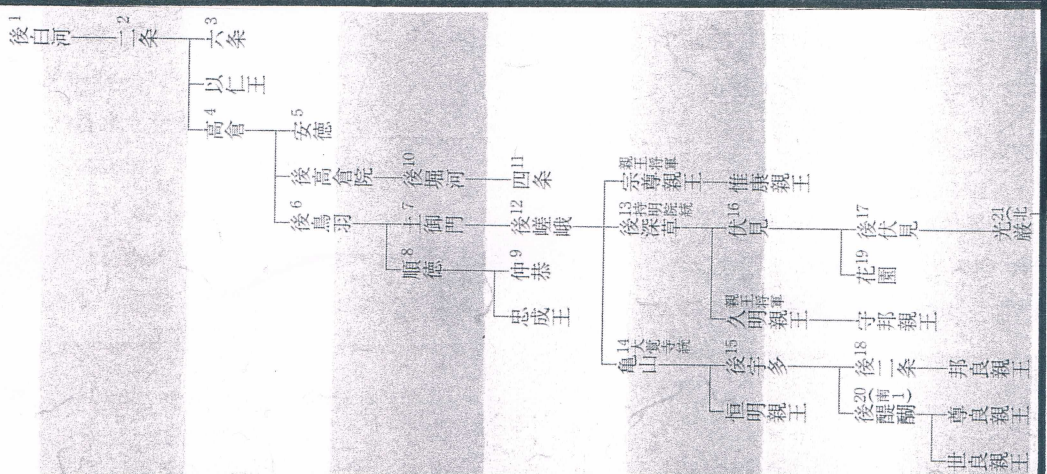 後白河 1
二条 2
六条 3
以仁王
高倉 4
安徳 5
後高倉院
後堀河 10
四条 11
後鳥羽 6
土御門 7
後嵯峨 12
順徳 8
仲恭 9
忠成王
親王将軍
宗尊親王
惟康親王
後深草 13
持明院統
伏見 16
後伏見 17
光厳 21 (北
花園 19
親王将軍
久明親王
守邦親王
亀山 14
大覚寺統
後宇多 15
後二条 18
邦良親王
恒明親王
後醍醐 20 (南1)
尊良親王
世良親王